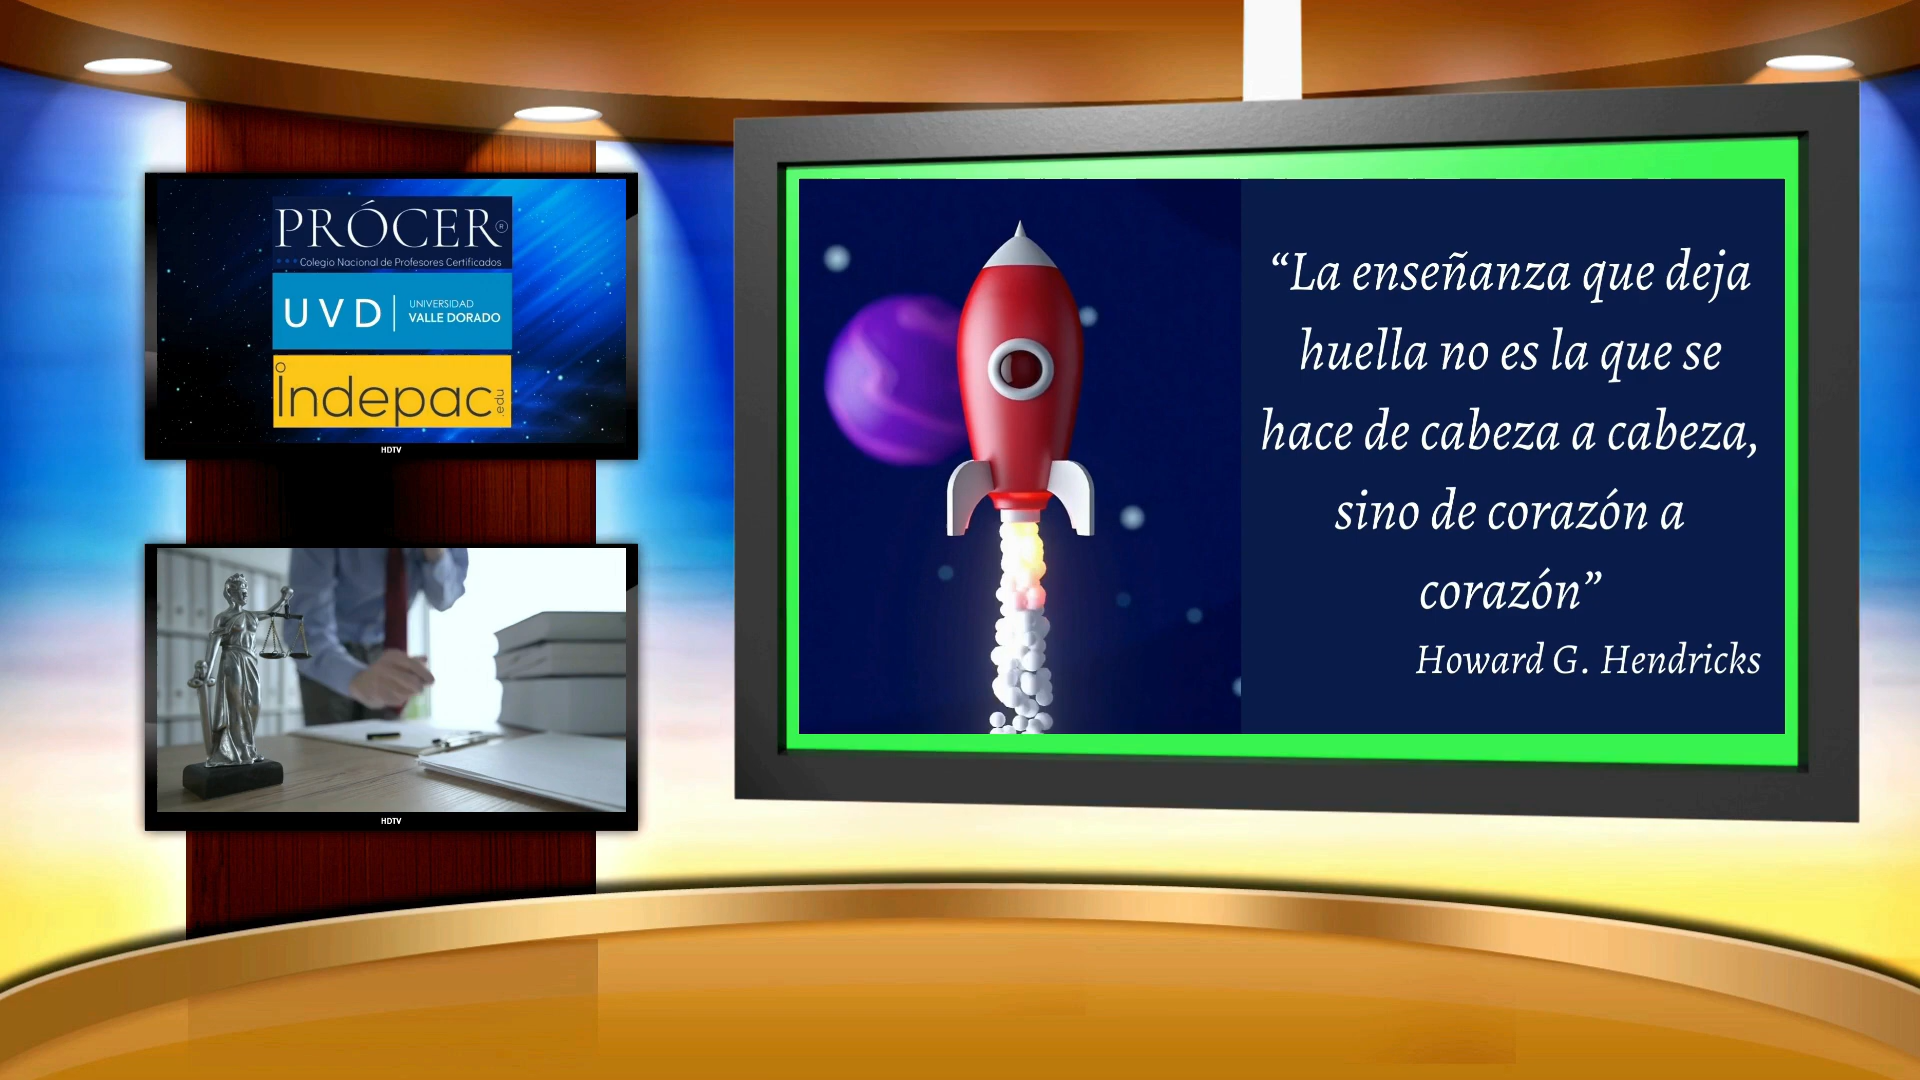 PRÓCER®
Colegio Nacional de Profesores Certificados
UVD
UNIVERSIDAD
VALLE DORADO
indepac.edu
HDTV
HDTV
“La enseñanza que deja
huella no es la que se
hace de cabeza a cabeza,
sino de corazón a
corazón”
Howard G. Hendricks